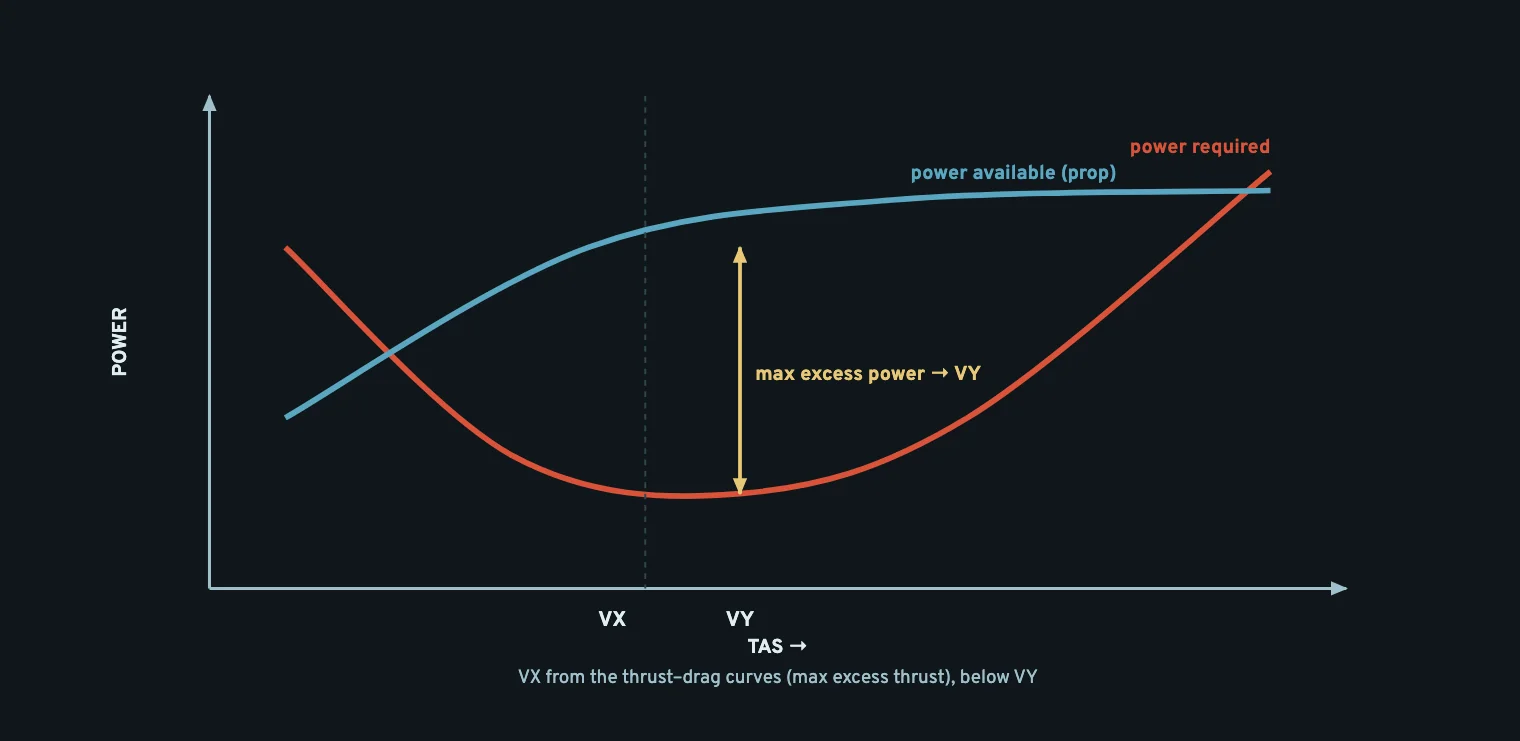 power required
power available (prop)
POWER
max excess power → VY
VX
VY
TAS →
VX from the thrust–drag curves (max excess thrust), below VY